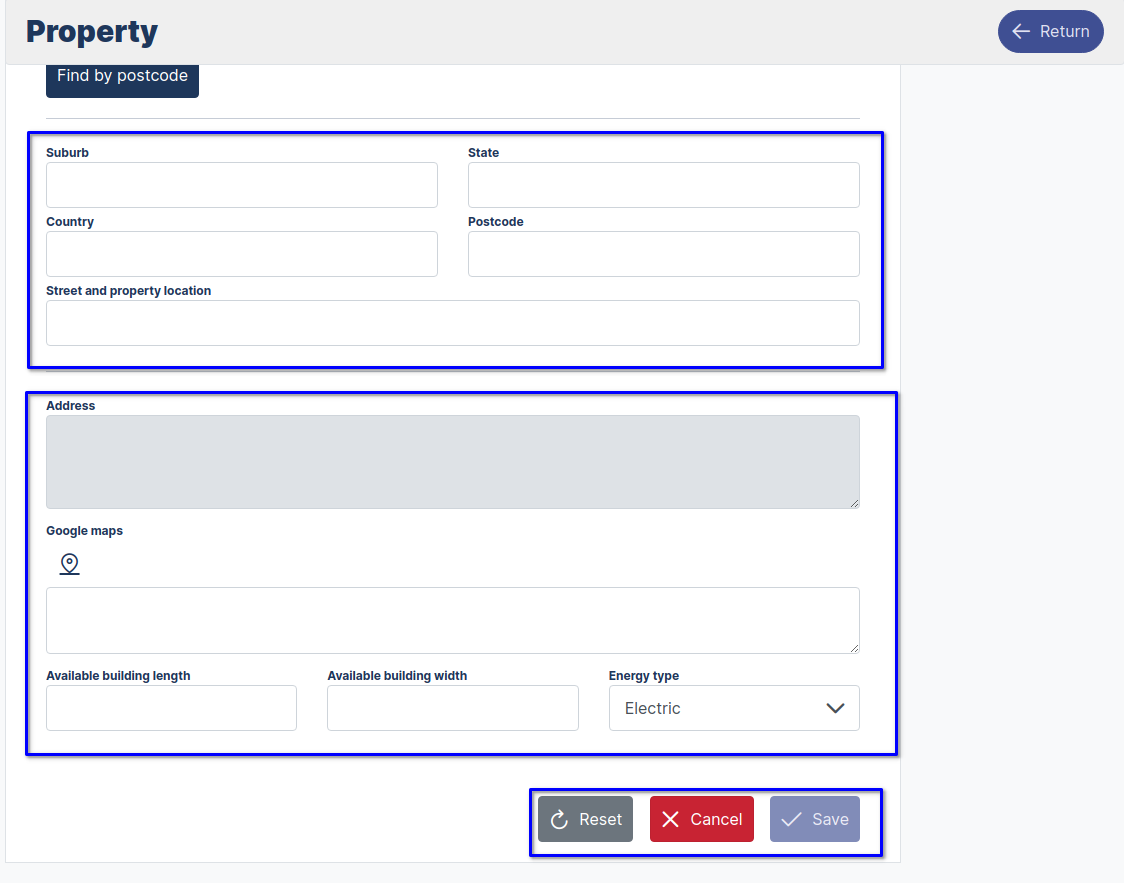 Property
Return
Find by postcode
Suburb
State
Country
Postcode
Street and property location
Address
Google maps
Available building length
Available building width
Energy type
Electric
Reset
Cancel
Save